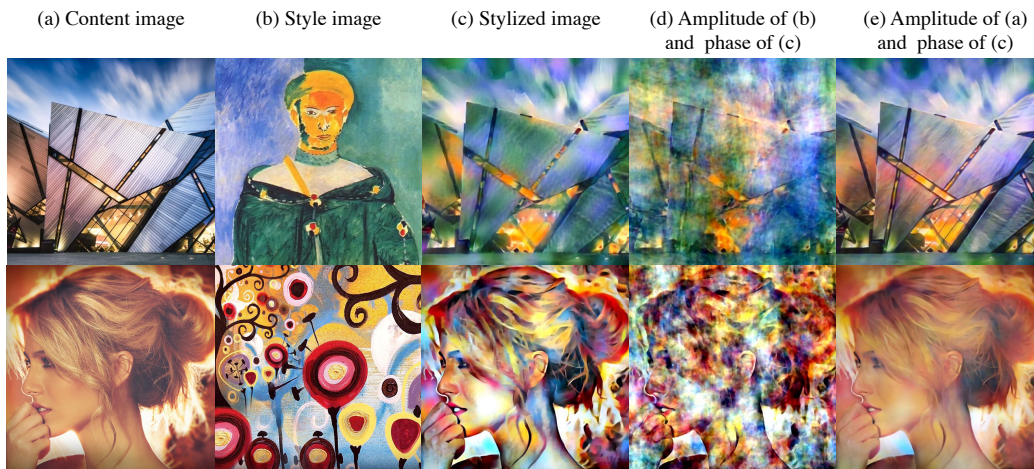 (a) Content image
(b) Style image
(c) Stylized image
(d) Amplitude of (b)
and phase of (c)
(e) Amplitude of (a)
and phase of (c)